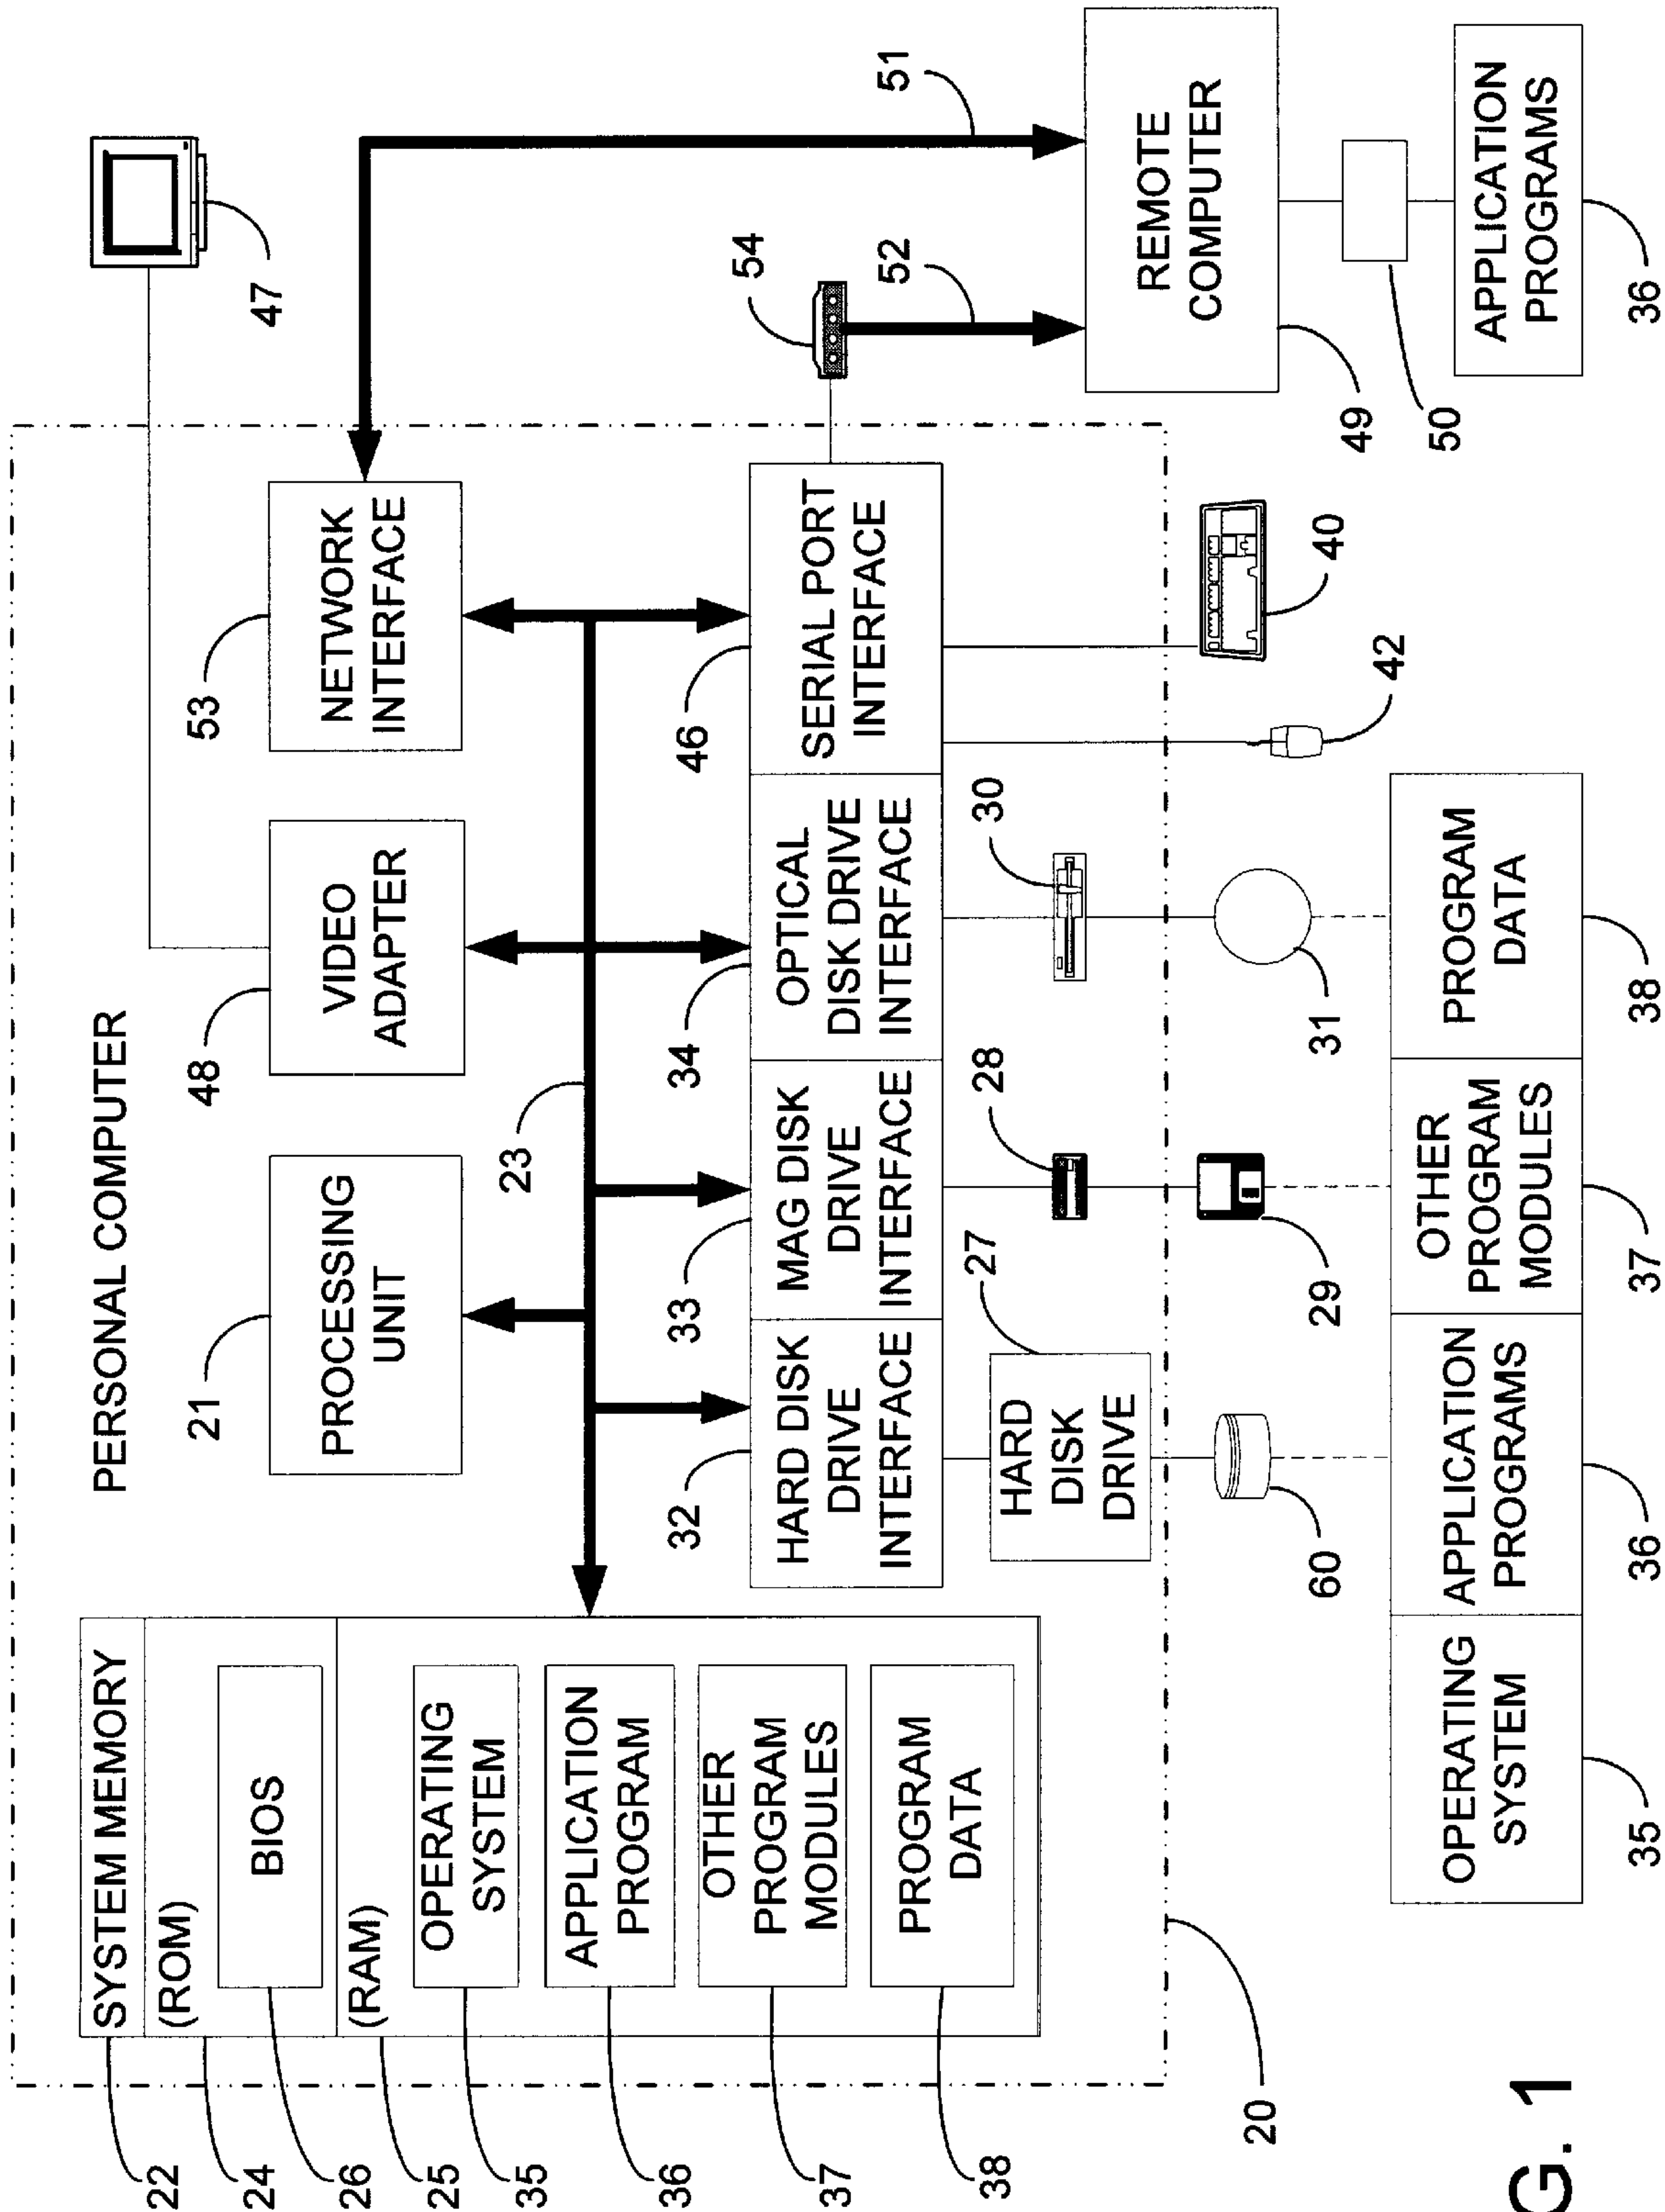 PERSONAL COMPUTER
22
SYSTEM MEMORY
24
(ROM)
26
BIOS
25
(RAM)
35
OPERATING
SYSTEM
36
APPLICATION
PROGRAM
37
OTHER
PROGRAM
MODULES
38
PROGRAM
DATA
21
PROCESSING
UNIT
48
VIDEO
ADAPTER
53
NETWORK
INTERFACE
47
23
32
HARD DISK
DRIVE
INTERFACE
33
MAG DISK
DRIVE
INTERFACE
34
OPTICAL
DISK DRIVE
INTERFACE
46
SERIAL PORT
INTERFACE
54
52
51
27
HARD
DISK
DRIVE
28
30
20
60
29
31
42
40
REMOTE
COMPUTER
49
50
APPLICATION
PROGRAMS
36
OPERATING
SYSTEM
35
APPLICATION
PROGRAMS
36
OTHER
PROGRAM
MODULES
37
PROGRAM
DATA
38
G. 1